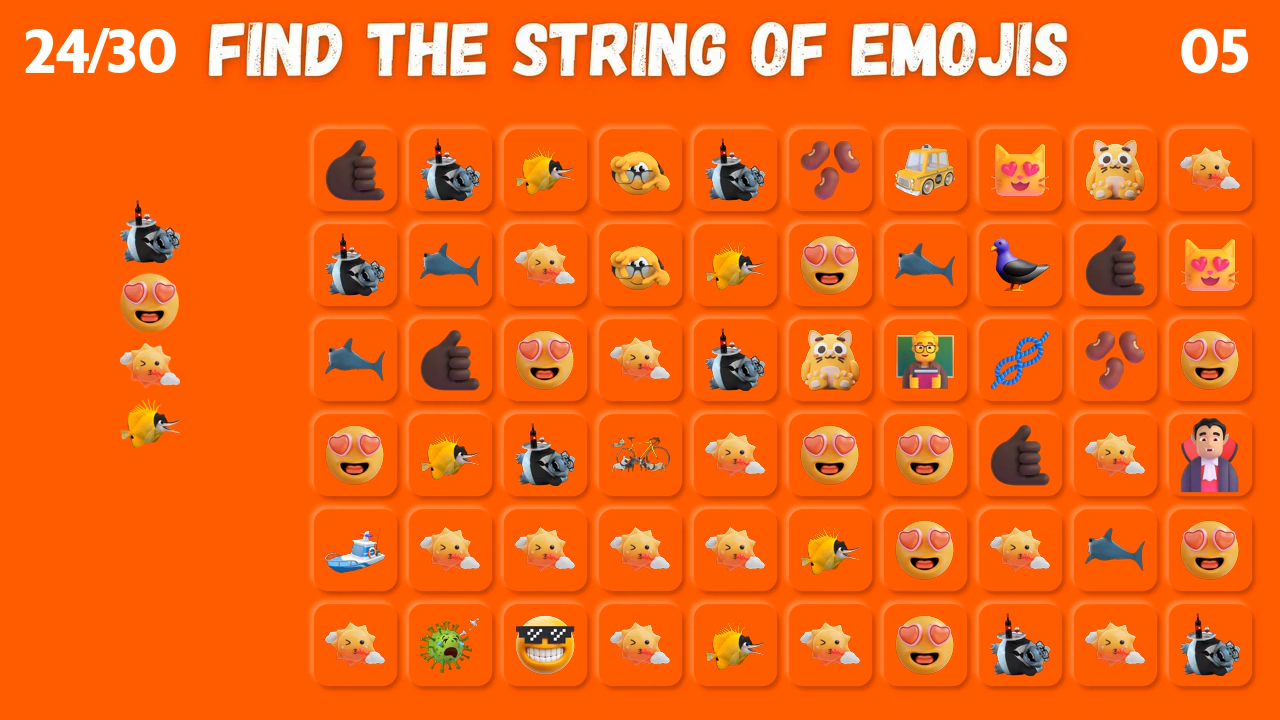 24/30
FIND THE STRING OF EMOJIS
05